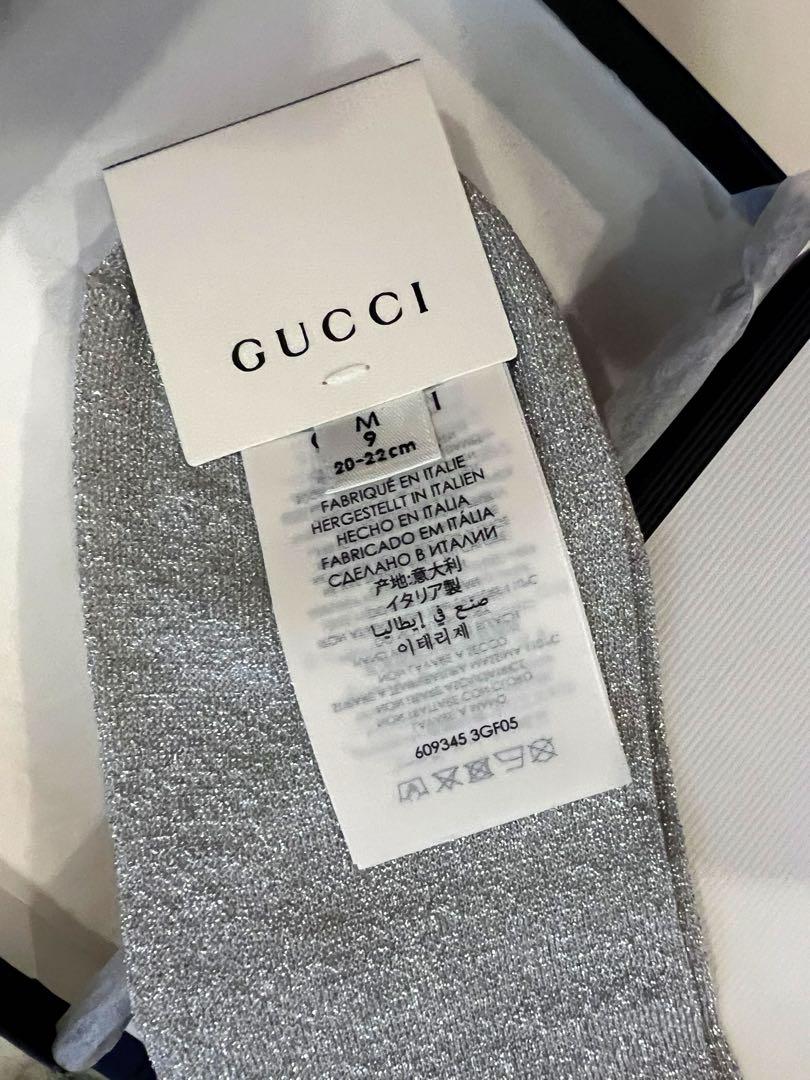 GUCCI
M
9
20-22cm
FABRIQUÉ EN ITALIE
HERGESTELLT IN ITALIEN
HECHO EN ITALIA
FABRICADO EM ITÁLIA
СДЕЛАНО В ИТАЛИИ
产地:意大利
イタリア製
صنع في إيطاليا
이태리제
609345 3GF05